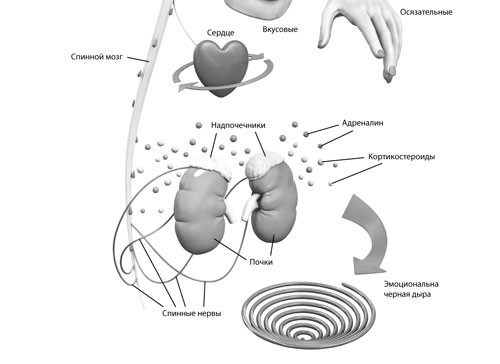 Осязательные
Вкусовые
Сердце
Спинной мозг
Надпочечники
Адреналин
Кортикостероиды
Почки
Эмоциональна
черная дыра
Спинные нервы